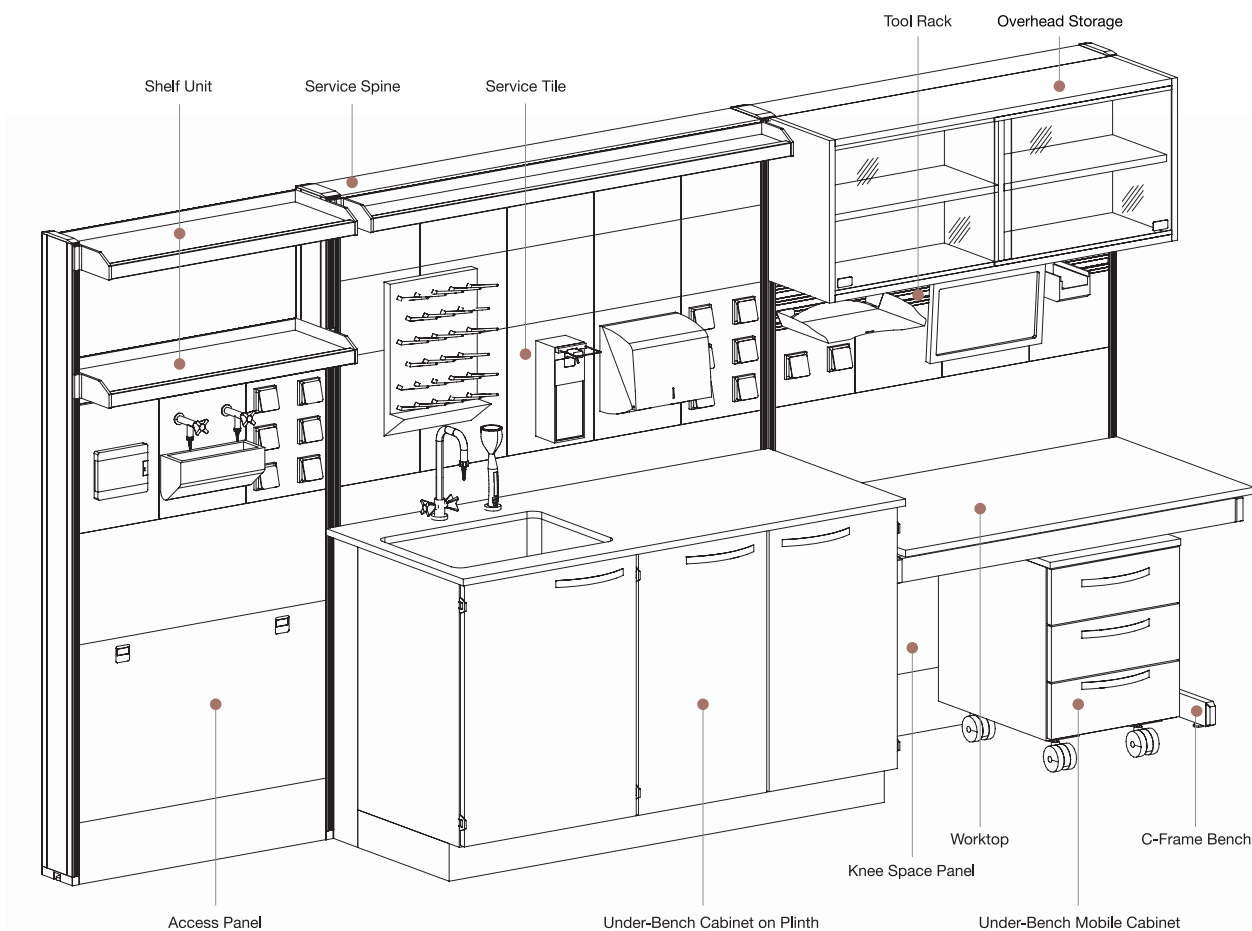 Tool Rack
Overhead Storage
Shelf Unit
Service Spine
Service Tile
Worktop
C-Frame Bench
Knee Space Panel
Access Panel
Under-Bench Cabinet on Plinth
Under-Bench Mobile Cabinet